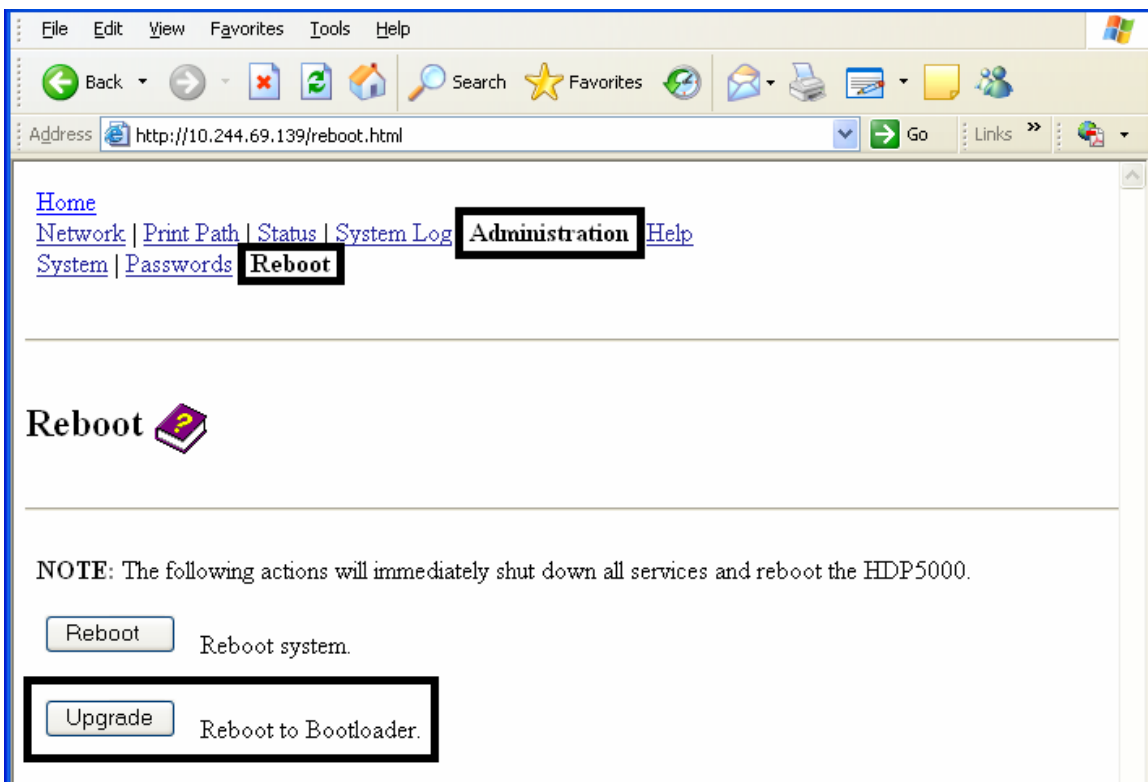 File Edit View Favorites Tools Help
Back Search Favorites
Address http://10.244.69.139/reboot.html Go Links »
Home
Network | Print Path | Status | System Log Administration Help
System | Passwords Reboot
Reboot ?
NOTE: The following actions will immediately shut down all services and reboot the HDP5000.
Reboot Reboot system.
Upgrade Reboot to Bootloader.